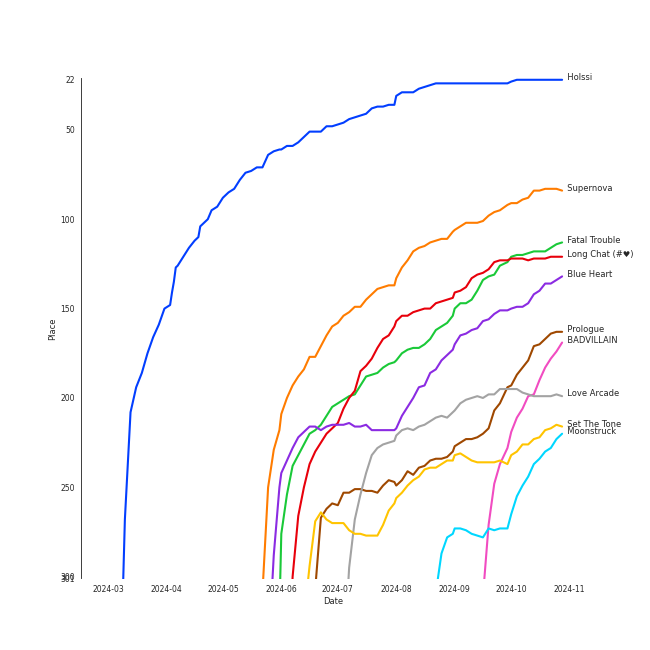 22
Holssi
50
Supernova
100
Fatal Trouble
Long Chat (#♥)
Blue Heart
150
Prologue
BADVILLAIN
Love Arcade
200
Set The Tone
Moonstruck
250
300
301
Place
2024-03 2024-04 2024-05 2024-06 2024-07 2024-08 2024-09 2024-10 2024-11
Date